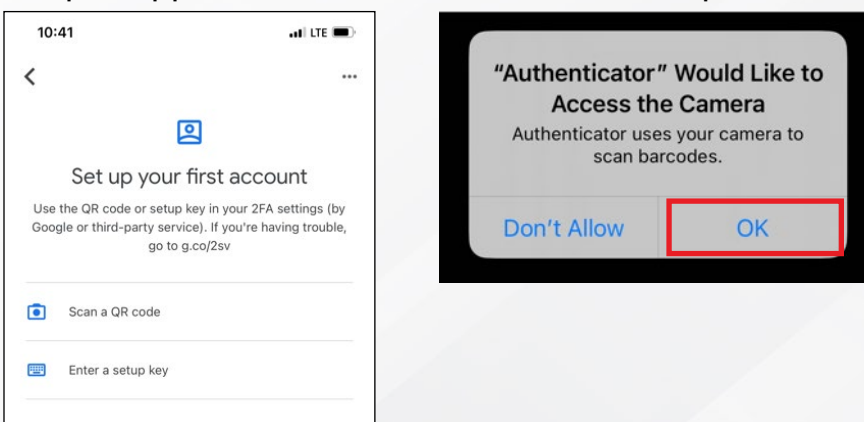 10:41
LTE
Set up your first account
Use the QR code or setup key in your 2FA settings (by
Google or third-party service). If you're having trouble,
go to g.co/2sv
Scan a QR code
Enter a setup key
“Authenticator” Would Like to
Access the Camera
Authenticator uses your camera to
scan barcodes.
Don’t Allow
OK